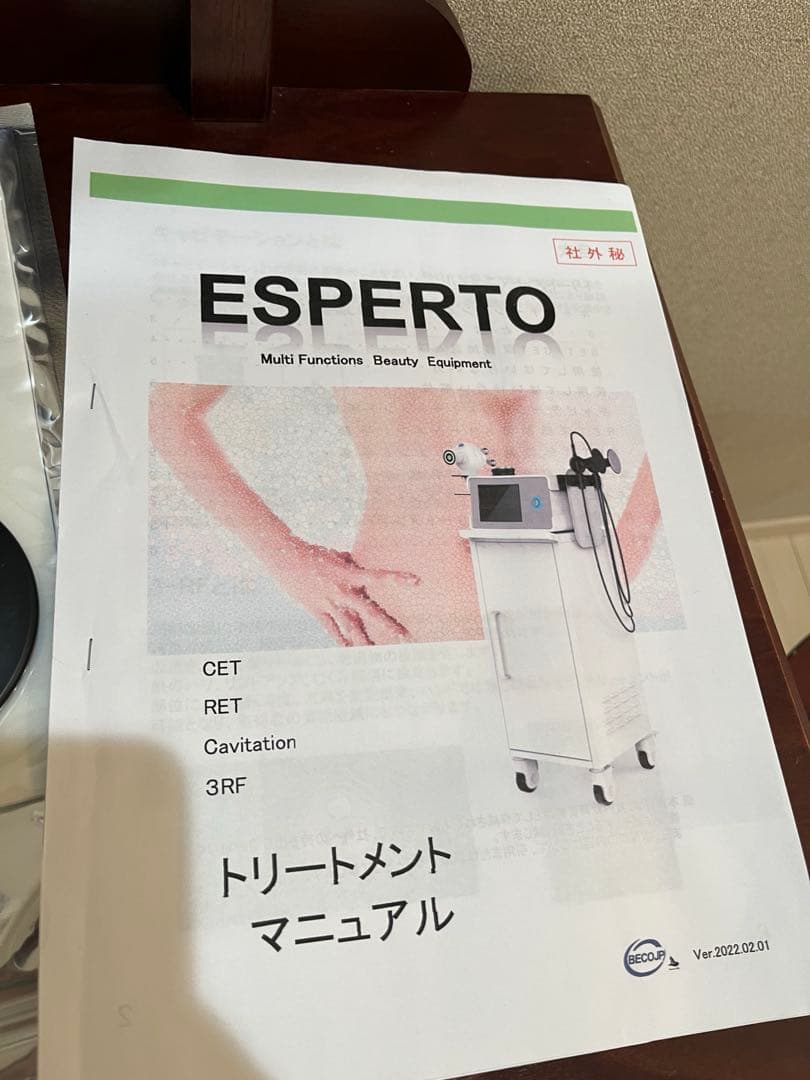 社外秘
ESPERTO
Multi Functions Beauty Equipment
CET
RET
Cavitation
3RF
トリートメント
マニュアル
BECOJP
Ver.2022.02.01